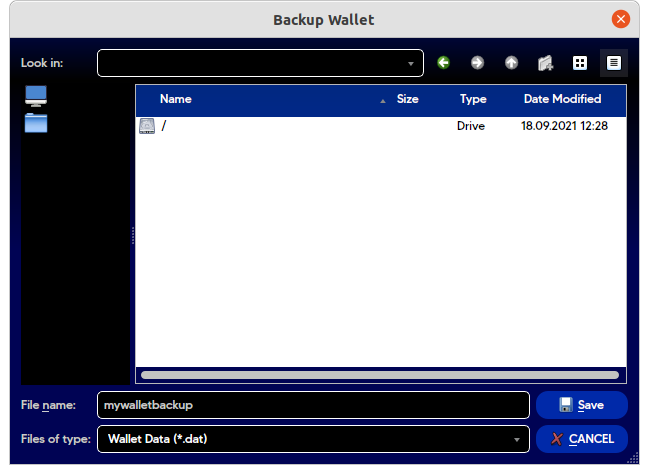 Backup Wallet
Look in:
Name Size Type Date Modified
/ Drive 18.09.2021 12:28
File name: mywalletbackup Save
Files of type: Wallet Data (*.dat) CANCEL